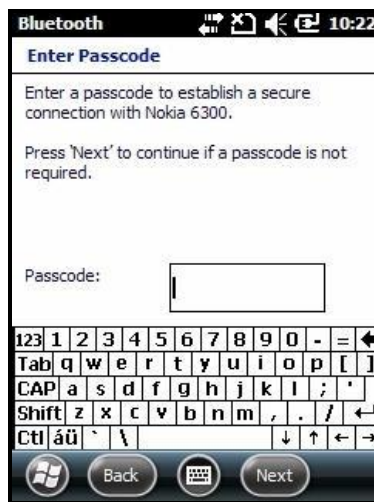 Bluetooth 10:22
Enter Passcode
Enter a passcode to establish a secure
connection with Nokia 6300.
Press 'Next' to continue if a passcode is not
required.
Passcode:
123 1 2 3 4 5 6 7 8 9 0 - = 
Tab q w e r t y u i o p [ ]
CAP a s d f g h j k l ; '
Shift z x c v b n m , . / ↵
Ctl áü ` \ ↓ ↑ ← →
Back Next